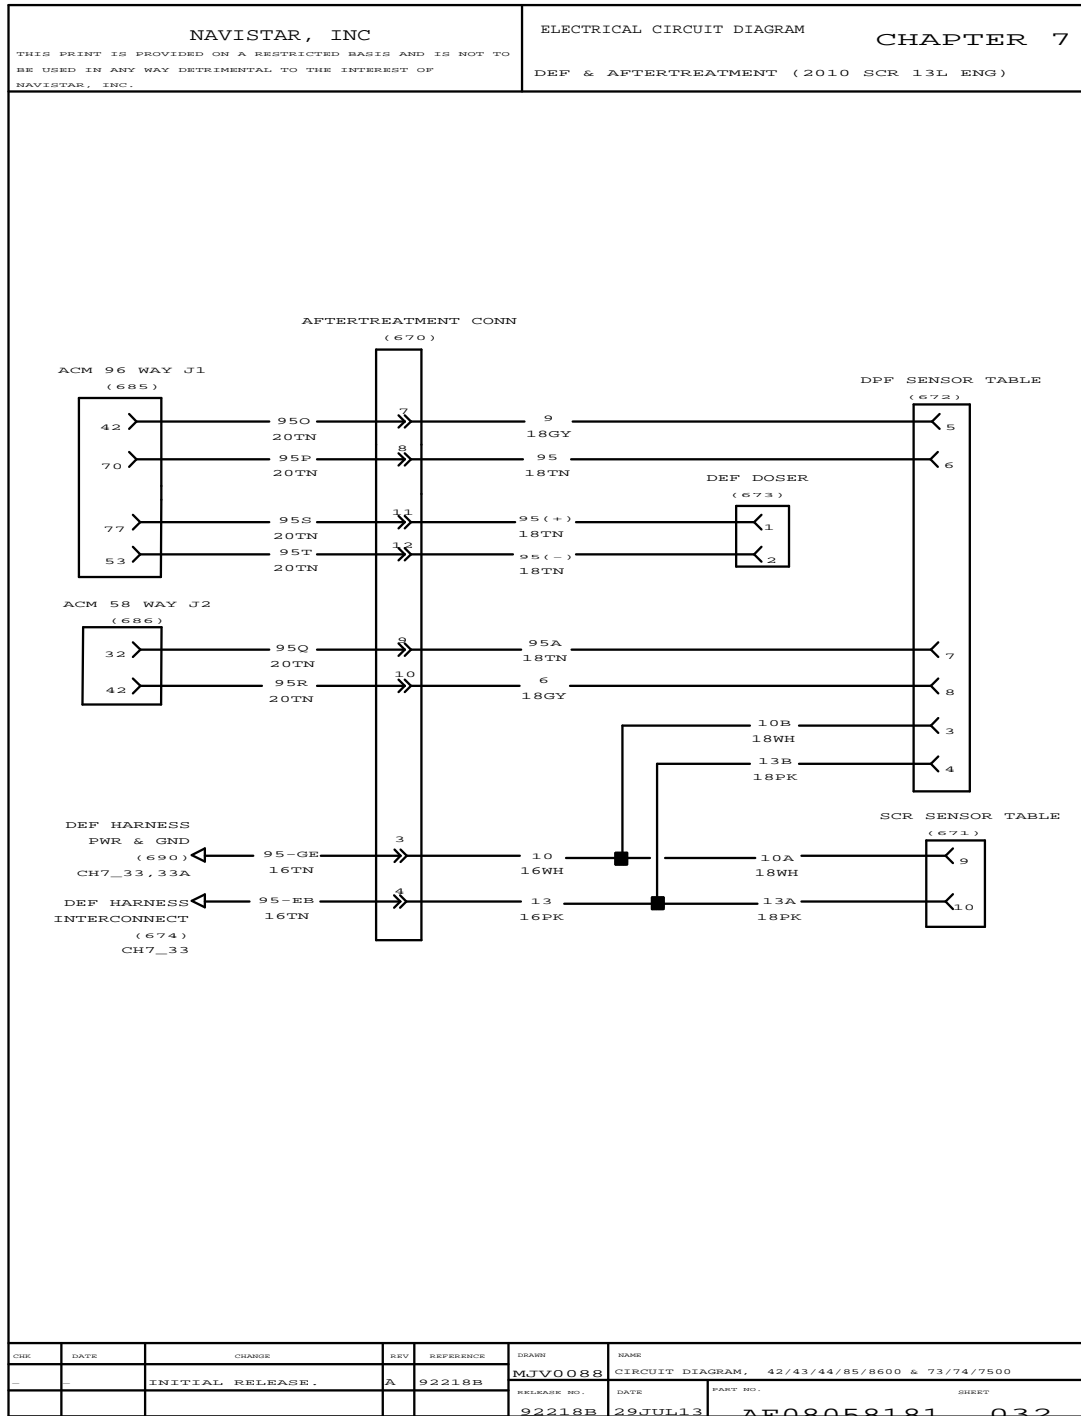 NAVISTAR, INC
THIS PRINT IS PROVIDED ON A RESTRICTED BASIS AND IS NOT TO
BE USED IN ANY WAY DETRIMENTAL TO THE INTEREST OF
NAVISTAR, INC.
ELECTRICAL CIRCUIT DIAGRAM
CHAPTER 7
DEF & AFTERTREATMENT (2010 SCR 13L ENG)
AFTERTREATMENT CONN
(670)
ACM 96 WAY J1
(685)
DPF SENSOR TABLE
(672)
42
95O
20TN
7
9
18GY
5
70
95P
20TN
8
95
18TN
6
DEF DOSER
(673)
77
95S
20TN
11
95(+)
18TN
1
53
95T
20TN
12
95(-)
18TN
2
ACM 58 WAY J2
(686)
32
95Q
20TN
9
95A
18TN
7
42
95R
20TN
10
6
18GY
8
10B
18WH
3
13B
18PK
4
DEF HARNESS
PWR & GND
(690)
CH7_33,33A
95-GE
16TN
3
10
16WH
10A
18WH
SCR SENSOR TABLE
(671)
9
DEF HARNESS
INTERCONNECT
(674)
CH7_33
95-EB
16TN
4
13
16PK
13A
18PK
10
CHK DATE CHANGE REV REFERENCE
- - INITIAL RELEASE. A 92218B
DRAWN
MJV0088
NAME
CIRCUIT DIAGRAM, 42/43/44/85/8600 & 73/74/7500
RELEASE NO.
92218B
DATE
29JUL13
PART NO.
AF08058181
SHEET
032